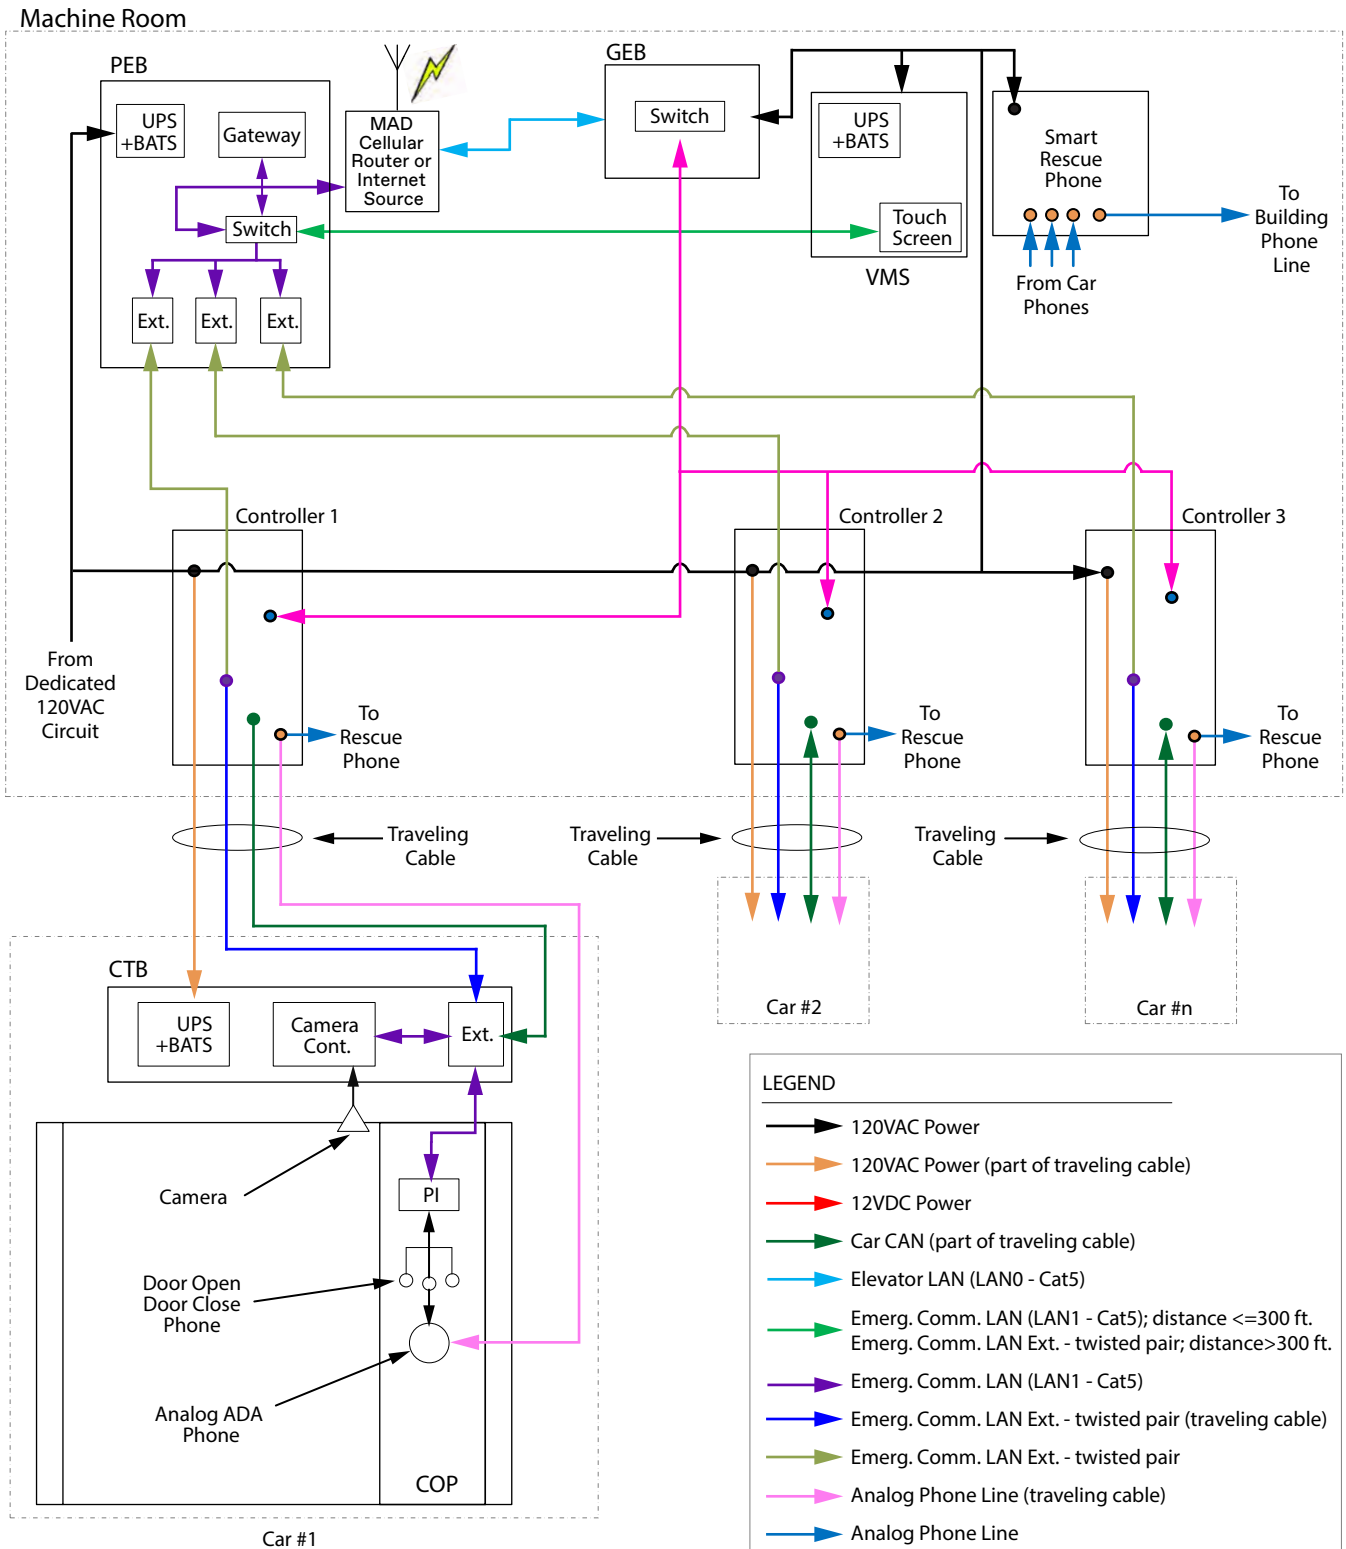 Machine Room
PEB
UPS
+BATS
Gateway
Switch
Ext.
Ext.
Ext.
MAD
Cellular
Router or
Internet
Source
GEB
Switch
UPS
+BATS
Touch
Screen
VMS
Smart
Rescue
Phone
From Car
Phones
To
Building
Phone
Line
Controller 1
Controller 2
Controller 3
From
Dedicated
120VAC
Circuit
To
Rescue
Phone
To
Rescue
Phone
To
Rescue
Phone
Traveling
Cable
Traveling
Cable
Traveling
Cable
Car #2
Car #n
CTB
UPS
+BATS
Camera
Cont.
Ext.
Camera
PI
Door Open
Door Close
Phone
Analog ADA
Phone
COP
Car #1
LEGEND
120VAC Power
120VAC Power (part of traveling cable)
12VDC Power
Car CAN (part of traveling cable)
Elevator LAN (LAN0 - Cat5)
Emerg. Comm. LAN (LAN1 - Cat5); distance <=300 ft.
Emerg. Comm. LAN Ext. - twisted pair; distance>300 ft.
Emerg. Comm. LAN (LAN1 - Cat5)
Emerg. Comm. LAN Ext. - twisted pair (traveling cable)
Emerg. Comm. LAN Ext. - twisted pair
Analog Phone Line (traveling cable)
Analog Phone Line